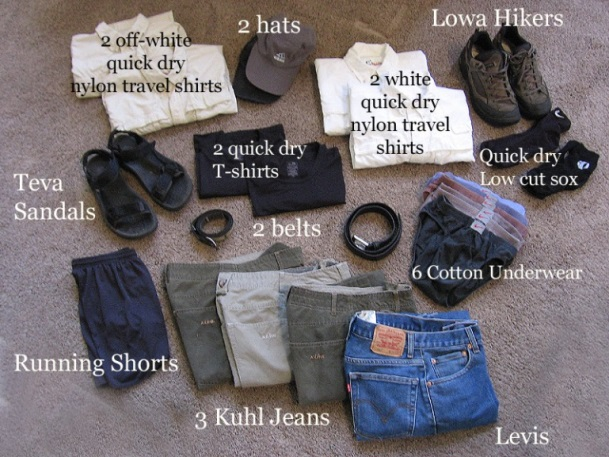 2 hats
Lowa Hikers
2 off-white
quick dry
nylon travel shirts
2 white
quick dry
nylon travel
shirts
2 quick dry
T-shirts
Quick dry
Low cut sox
Teva
Sandals
2 belts
6 Cotton Underwear
Running Shorts
3 Kuhl Jeans
Levis